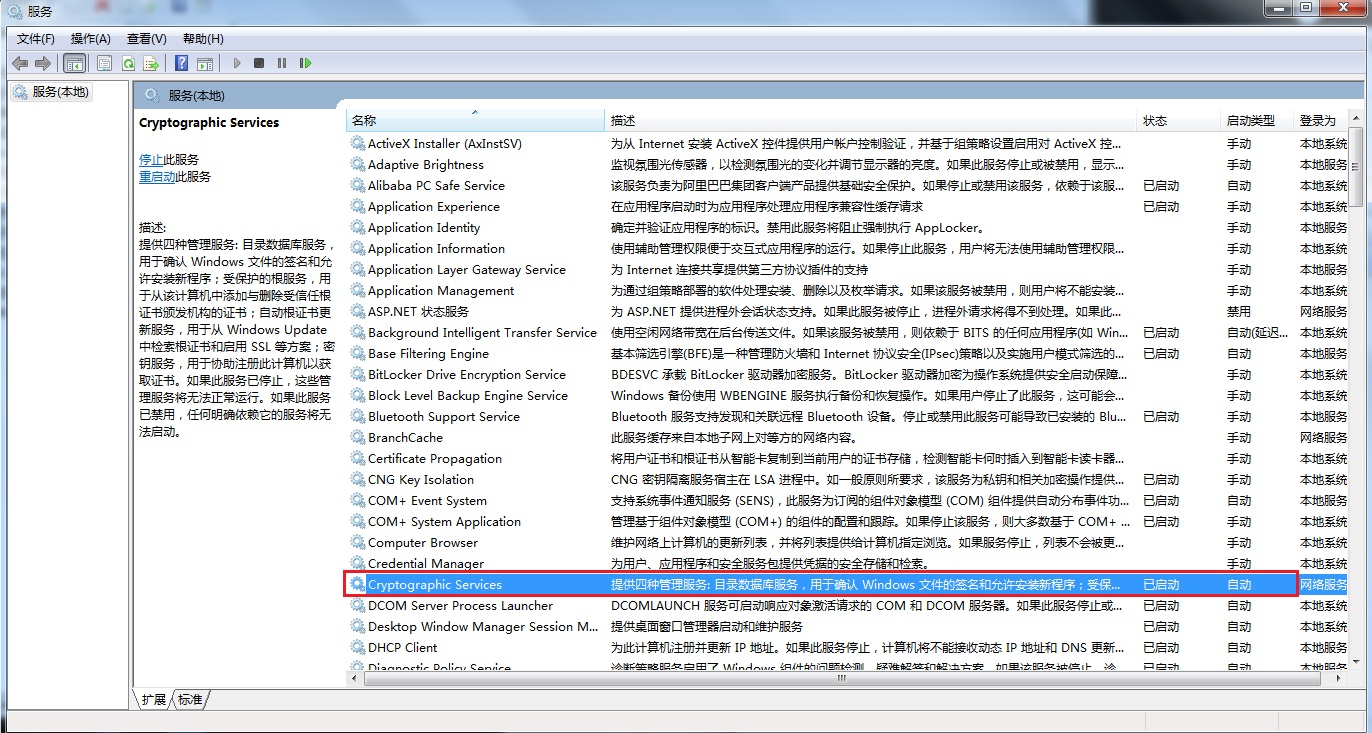 服务
文件(F) 操作(A) 查看(V) 帮助(H)
服务(本地)
服务(本地)
Cryptographic Services
停止此服务
重启动此服务
描述:
提供四种管理服务: 目录数据库服务，
用于确认 Windows 文件的签名和允
许安装新程序；受保护的根服务，用
于从该计算机中添加与删除受信任根
证书颁发机构的证书；自动根证书更
新服务，用于从 Windows Update
中检索根证书和启用 SSL 等方案；密
钥服务，用于协助注册此计算机以获
取证书。如果此服务已停止，这些管
理服务将无法正常运行。如果此服务
已禁用，任何明确依赖它的服务将无
法启动。
名称 描述 状态 启动类型 登录为
ActiveX Installer (AxInstSV) 为从 Internet 安装 ActiveX 控件提供用户帐户控制验证，并基于组策略设置启用对 ActiveX 控... 手动 本地系统
Adaptive Brightness 监视氛围光传感器，以检测氛围光的变化并调节显示器的亮度。如果此服务停止或被禁用，显示... 手动 本地服务
Alibaba PC Safe Service 该服务负责为阿里巴巴集团客户端产品提供基础安全保护。如果停止或禁用该服务，依赖于该服... 已启动 自动 本地系统
Application Experience 在应用程序启动时为应用程序处理应用程序兼容性缓存请求 已启动 手动 本地系统
Application Identity 确定并验证应用程序的标识。禁用此服务将阻止强制执行 AppLocker。 手动 本地服务
Application Information 使用辅助管理权限便于交互式应用程序的运行。如果停止此服务，用户将无法使用辅助管理权限... 手动 本地系统
Application Layer Gateway Service 为 Internet 连接共享提供第三方协议插件的支持 手动 本地服务
Application Management 为通过组策略部署的软件处理安装、删除以及枚举请求。如果该服务被禁用，则用户将不能安装... 手动 本地系统
ASP.NET 状态服务 为 ASP.NET 提供进程外会话状态支持。如果此服务被停止，进程外请求将得不到处理。如果此... 禁用 网络服务
Background Intelligent Transfer Service 使用空闲网络带宽在后台传送文件。如果该服务被禁用，则依赖于 BITS 的任何应用程序(如 Win... 已启动 自动(延迟... 本地系统
Base Filtering Engine 基本筛选引擎(BFE)是一种管理防火墙和 Internet 协议安全(IPsec)策略以及实施用户模式筛选的... 已启动 自动 本地服务
BitLocker Drive Encryption Service BDESVC 承载 BitLocker 驱动器加密服务。BitLocker 驱动器加密为操作系统提供安全启动保障... 手动 本地系统
Block Level Backup Engine Service Windows 备份使用 WBENGINE 服务执行备份和恢复操作。如果用户停止了此服务，这可能会... 手动 本地系统
Bluetooth Support Service Bluetooth 服务支持发现和关联远程 Bluetooth 设备。停止或禁用此服务可能导致已安装的 Blu... 已启动 手动 本地服务
BranchCache 此服务缓存来自本地子网上对等方的网络内容。 手动 网络服务
Certificate Propagation 将用户证书和根证书从智能卡复制到当前用户的证书存储，检测智能卡何时插入到智能卡读卡器... 手动 本地系统
CNG Key Isolation CNG 密钥隔离服务宿主在 LSA 进程中。如一般原则所要求，该服务为私钥和相关加密操作提供... 已启动 手动 本地系统
COM+ Event System 支持系统事件通知服务 (SENS)，此服务为订阅的组件对象模型 (COM) 组件提供自动分布事件功... 已启动 自动 本地服务
COM+ System Application 管理基于组件对象模型 (COM+) 的组件的配置和跟踪。如果停止该服务，则大多数基于 COM+ ... 已启动 手动 本地系统
Computer Browser 维护网络上计算机的更新列表，并将列表提供给计算机指定浏览。如果服务停止，列表不会被更... 手动 本地系统
Credential Manager 为用户、应用程序和安全服务包提供凭据的安全存储和检索。 手动 本地系统
Cryptographic Services 提供四种管理服务: 目录数据库服务，用于确认 Windows 文件的签名和允许安装新程序；受保... 已启动 自动 网络服务
DCOM Server Process Launcher DCOMLAUNCH 服务可启动响应对象激活请求的 COM 和 DCOM 服务器。如果此服务停止或... 已启动 自动 本地系统
Desktop Window Manager Session M... 提供桌面窗口管理器启动和维护服务 已启动 自动 本地系统
DHCP Client 为此计算机注册并更新 IP 地址。如果此服务停止，计算机将不能接收动态 IP 地址和 DNS 更新... 已启动 自动 本地服务
Diagnostic Policy Service 诊断策略服务启用了 Windows 组件的问题检测、疑难解答和解决方案。如果该服务被停止，诊... 已启动 自动 本地服务
扩展 标准